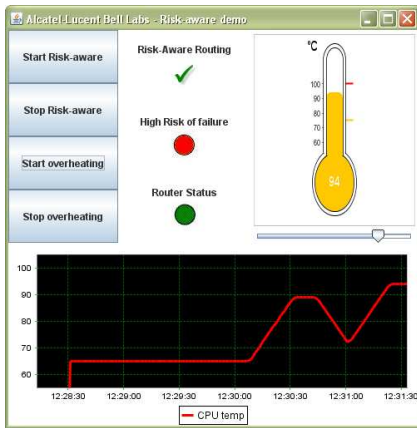 Alcatel-Lucent Bell Labs - Risk-aware demo
Start Risk-aware
Stop Risk-aware
Start overheating
Stop overheating
Risk-Aware Routing
High Risk of failure
Router Status
°C
100
90
80
70
60
94
100
90
80
70
60
12:28:30 12:29:00 12:29:30 12:30:00 12:30:30 12:31:00 12:31:30
CPU temp